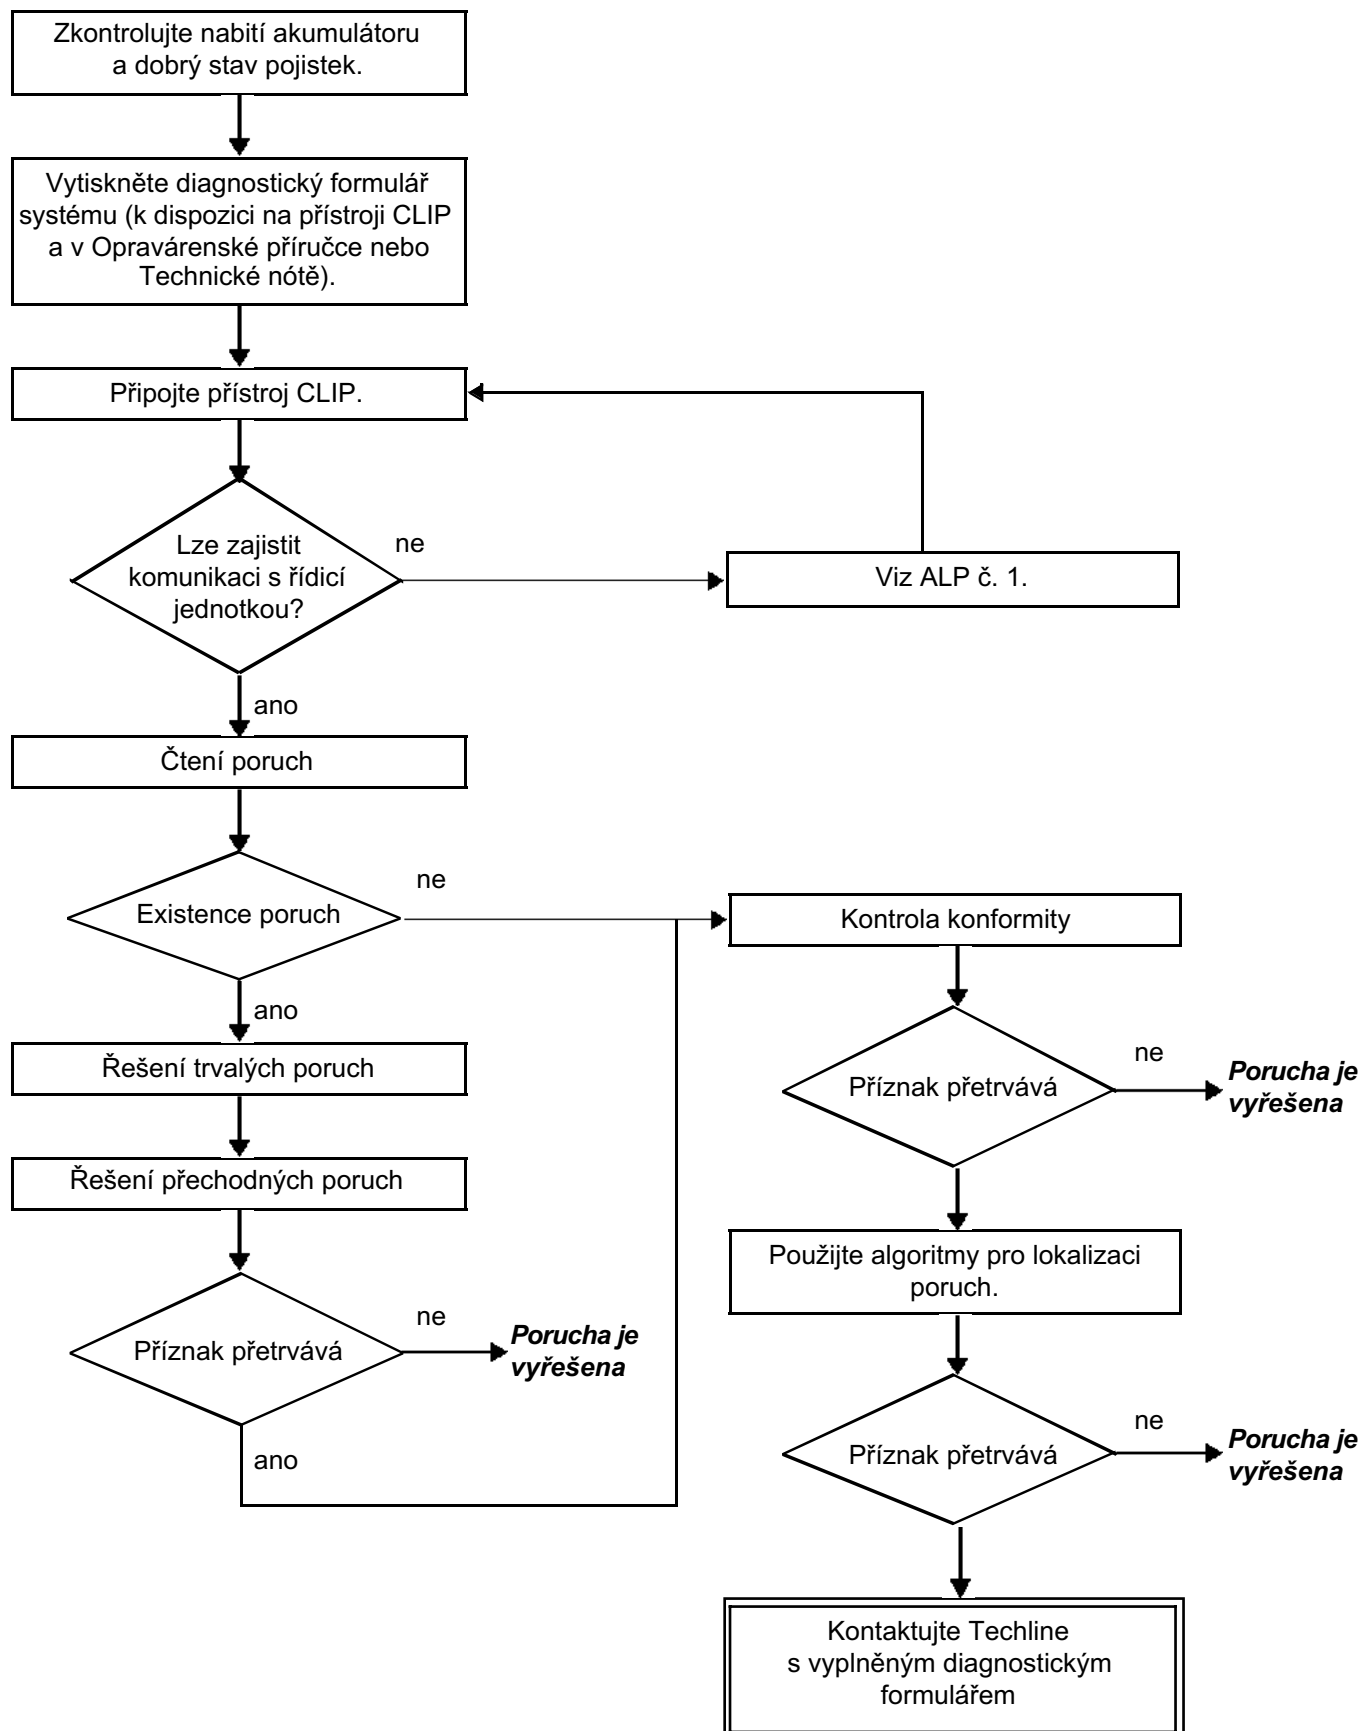 Zkontrolujte nabití akumulátoru
a dobrý stav pojistek.
Vytiskněte diagnostický formulář
systému (k dispozici na přístroji CLIP
a v Opravárenské příručce nebo
Technické nótě).
Připojte přístroj CLIP.
Lze zajistit
komunikaci s řídicí
jednotkou?
ne
Viz ALP č. 1.
ano
Čtení poruch
Existence poruch
ne
Kontrola konformity
ano
Řešení trvalých poruch
Příznak přetrvává
ne
Porucha je
vyřešena
Řešení přechodných poruch
Použijte algoritmy pro lokalizaci
poruch.
Příznak přetrvává
ne
Porucha je
vyřešena
ano
Příznak přetrvává
ne
Porucha je
vyřešena
Kontaktujte Techline
s vyplněným diagnostickým
formulářem